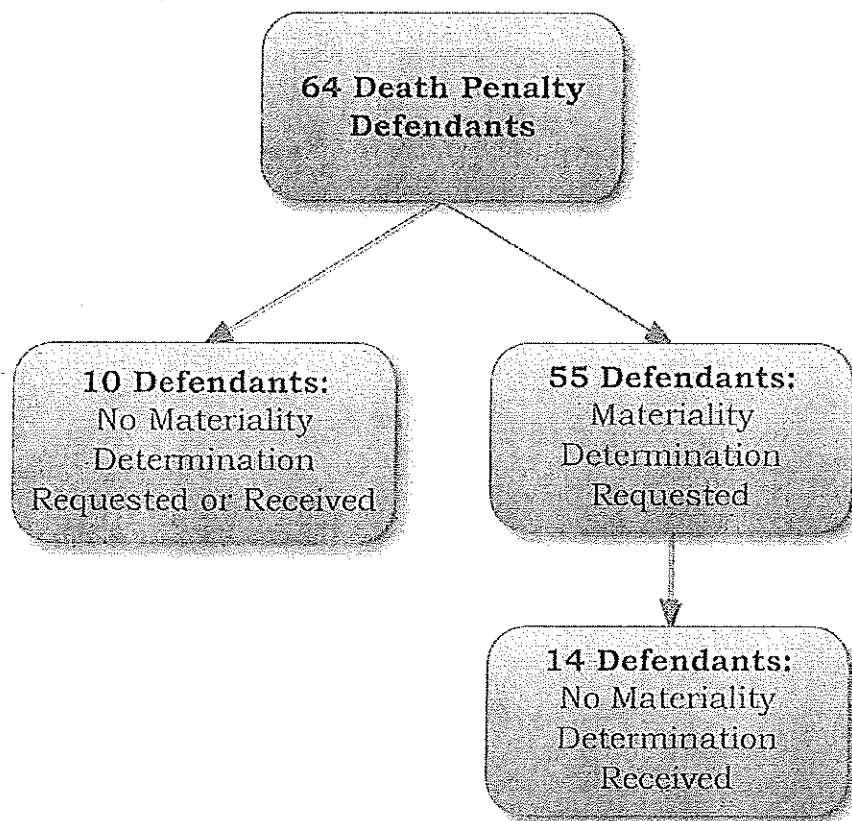 64 Death Penalty
Defendants
10 Defendants:
No Materiality
Determination
Requested or Received
55 Defendants:
Materiality
Determination
Requested
14 Defendants:
No Materiality
Determination
Received